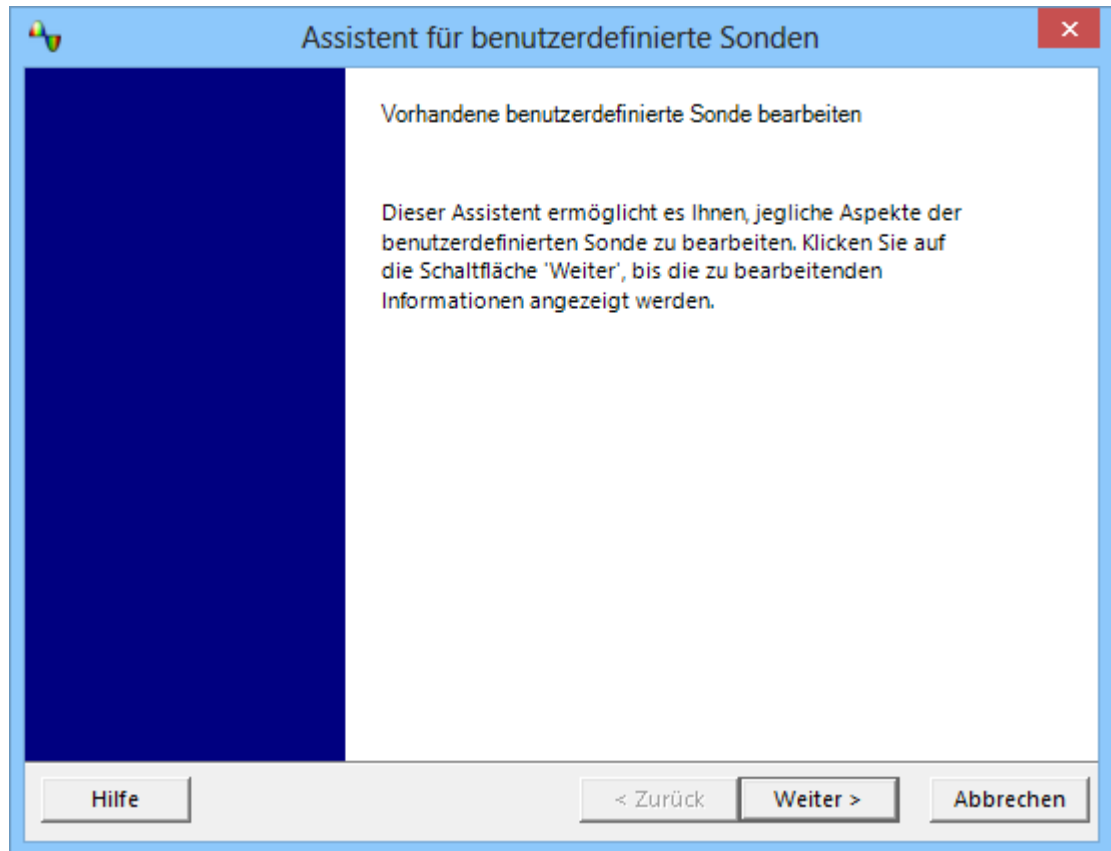 Assistent für benutzerdefinierte Sonden
Vorhandene benutzerdefinierte Sonde bearbeiten
Dieser Assistent ermöglicht es Ihnen, jegliche Aspekte der
benutzerdefinierten Sonde zu bearbeiten. Klicken Sie auf
die Schaltfläche 'Weiter', bis die zu bearbeitenden
Informationen angezeigt werden.
Hilfe < Zurück Weiter > Abbrechen